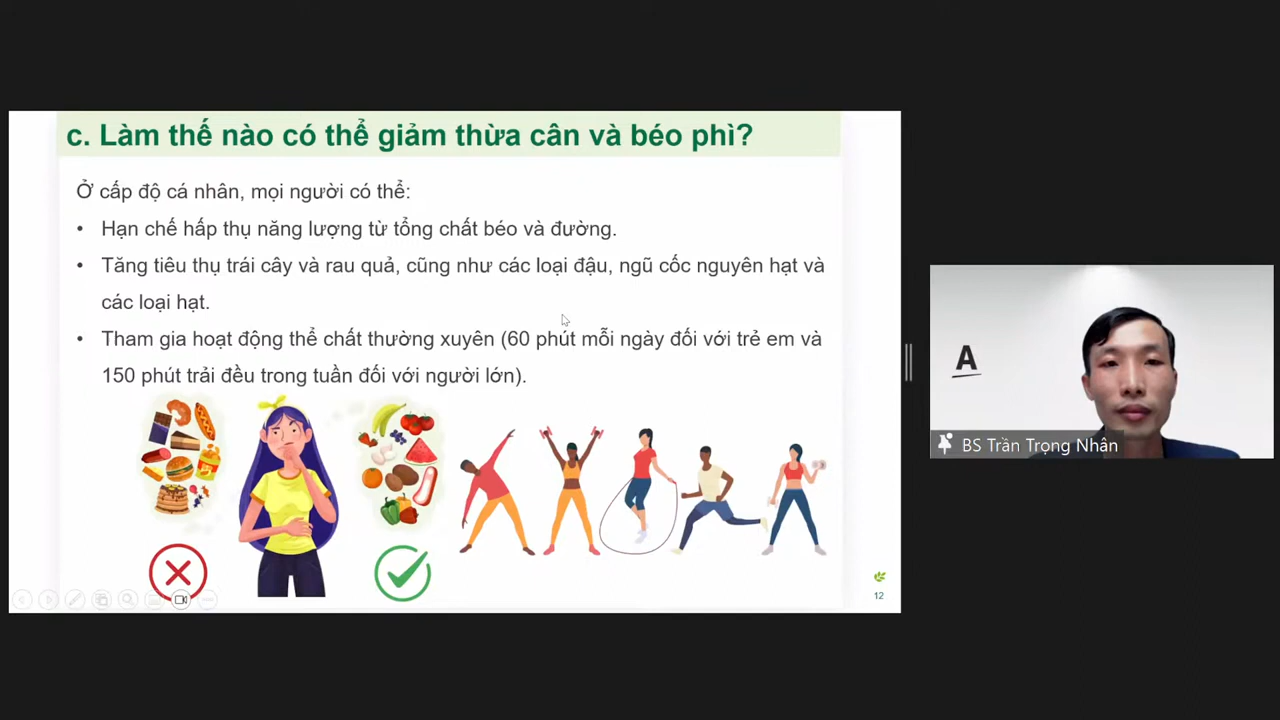 c. Làm thế nào có thể giảm thừa cân và béo phì?
Ở cấp độ cá nhân, mọi người có thể:
• Hạn chế hấp thụ năng lượng từ tổng chất béo và đường.
• Tăng tiêu thụ trái cây và rau quả, cũng như các loại đậu, ngũ cốc nguyên hạt và
các loại hạt.
• Tham gia hoạt động thể chất thường xuyên (60 phút mỗi ngày đối với trẻ em và
150 phút trải đều trong tuần đối với người lớn).
12
A
BS Trần Trọng Nhân